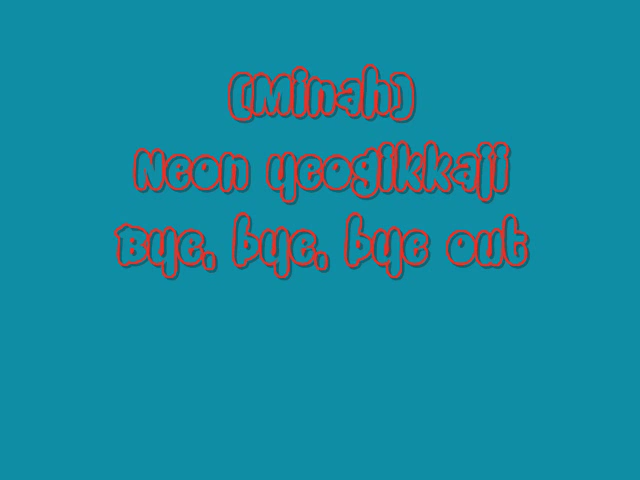 (Minah)
Neon yeogikkaji
Bye, bye, bye out